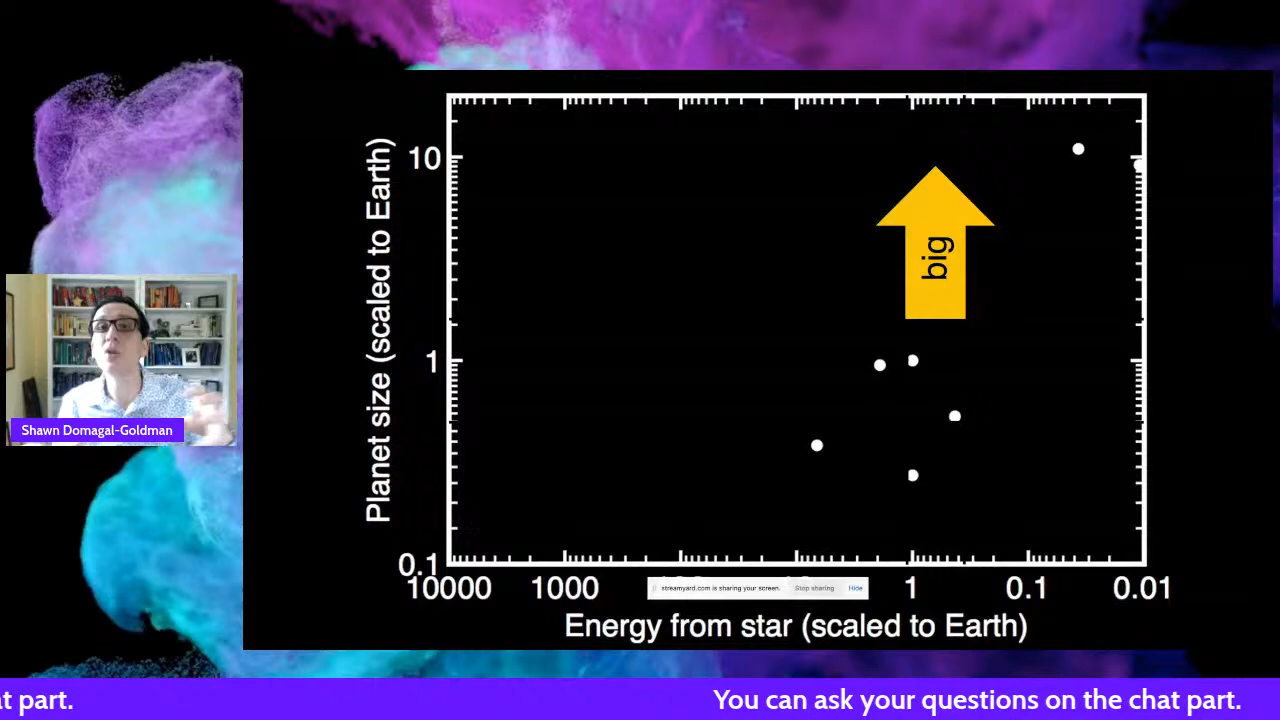 10
big
Planet size (scaled to Earth)
1
0.1
10000 1000 1 0.1 0.01
streamyard.com is sharing your screen. Stop sharing Hide
Energy from star (scaled to Earth)
Shawn Domagal-Goldman
at part. You can ask your questions on the chat part.